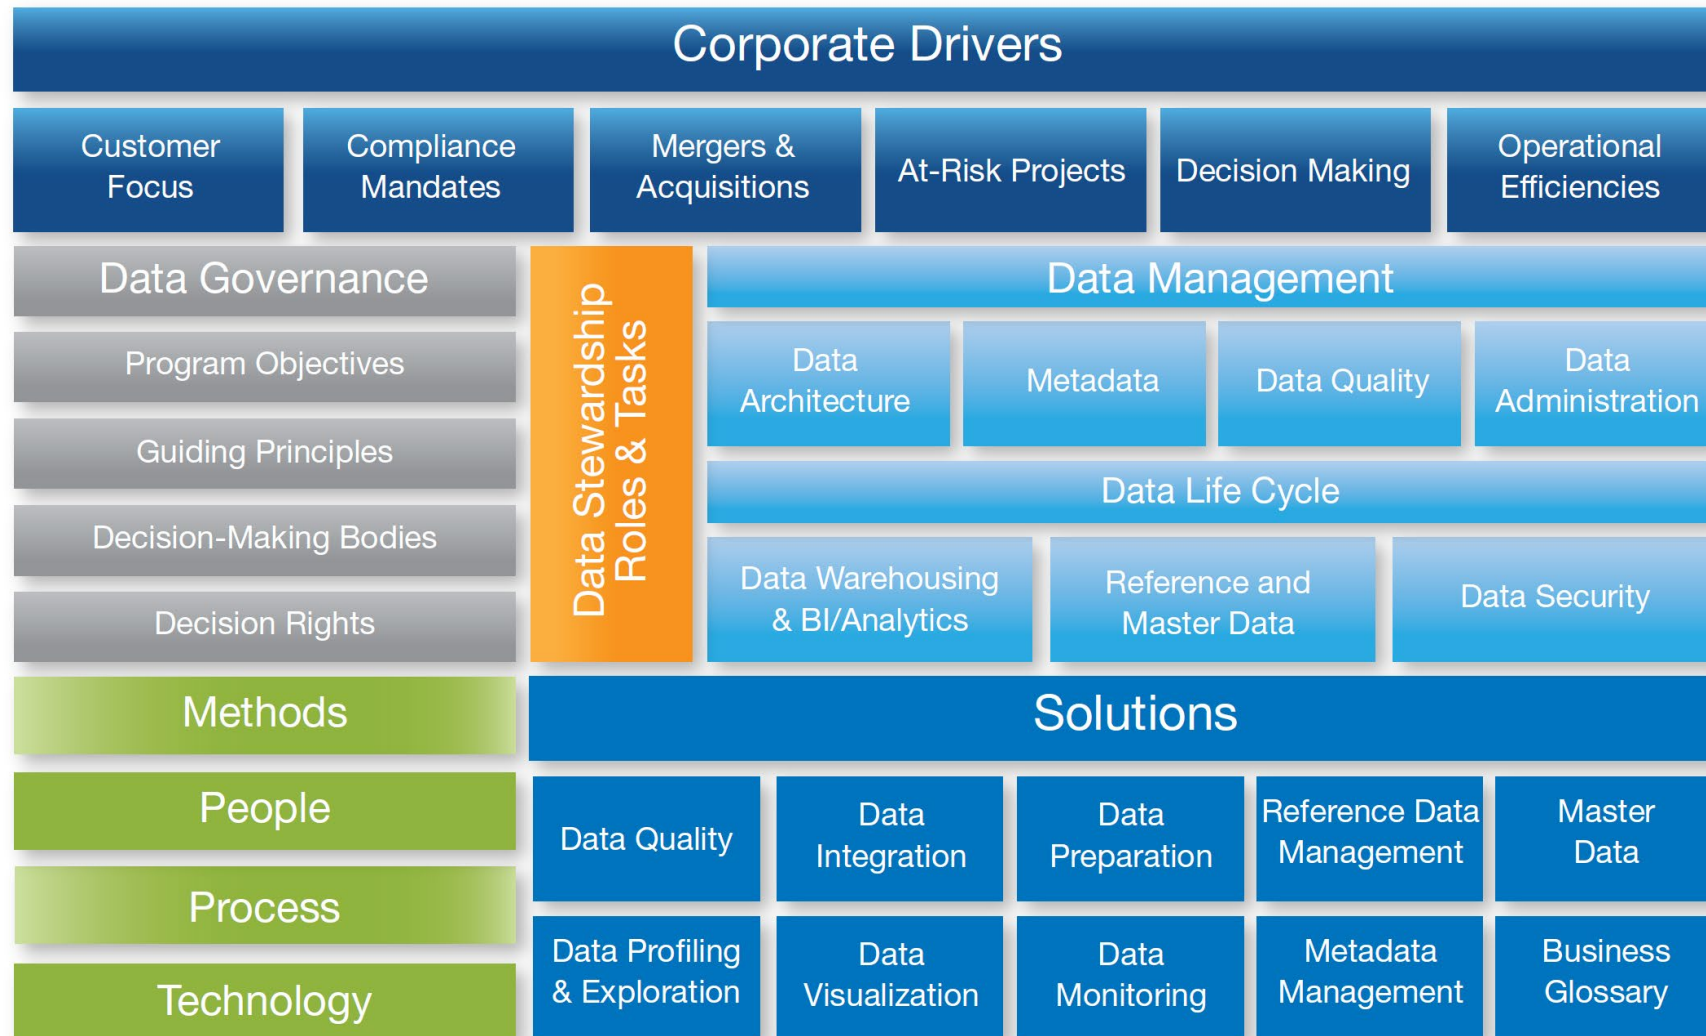 Corporate Drivers
Customer
Focus
Compliance
Mandates
Mergers &
Acquisitions
At-Risk Projects
Decision Making
Operational
Efficiencies
Data Governance
Program Objectives
Guiding Principles
Decision-Making Bodies
Decision Rights
Data Stewardship
Roles & Tasks
Data Management
Data
Architecture
Metadata
Data Quality
Data
Administration
Data Life Cycle
Data Warehousing
& BI/Analytics
Reference and
Master Data
Data Security
Methods
People
Process
Technology
Solutions
Data Quality
Data
Integration
Data
Preparation
Reference Data
Management
Master
Data
Data Profiling
& Exploration
Data
Visualization
Data
Monitoring
Metadata
Management
Business
Glossary